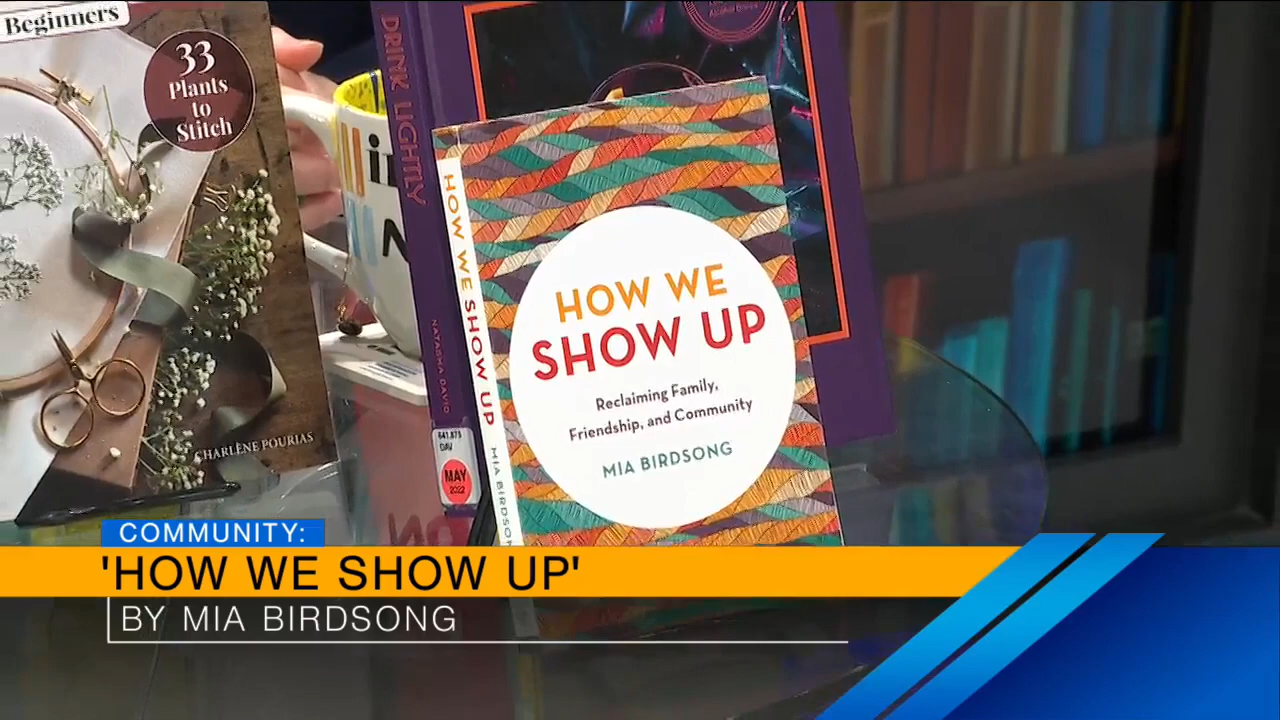 Beginners
33
Plants
to
Stitch
CHARLÈNE POURIAS
DRINK LIGHTLY
NATASHA DAVID
641.875
DAV
MAY
2022
HOW WE SHOW UP
MIA BIRDSONG
HOW WE
SHOW UP
Reclaiming Family,
Friendship, and Community
MIA BIRDSONG
COMMUNITY:
'HOW WE SHOW UP'
BY MIA BIRDSONG